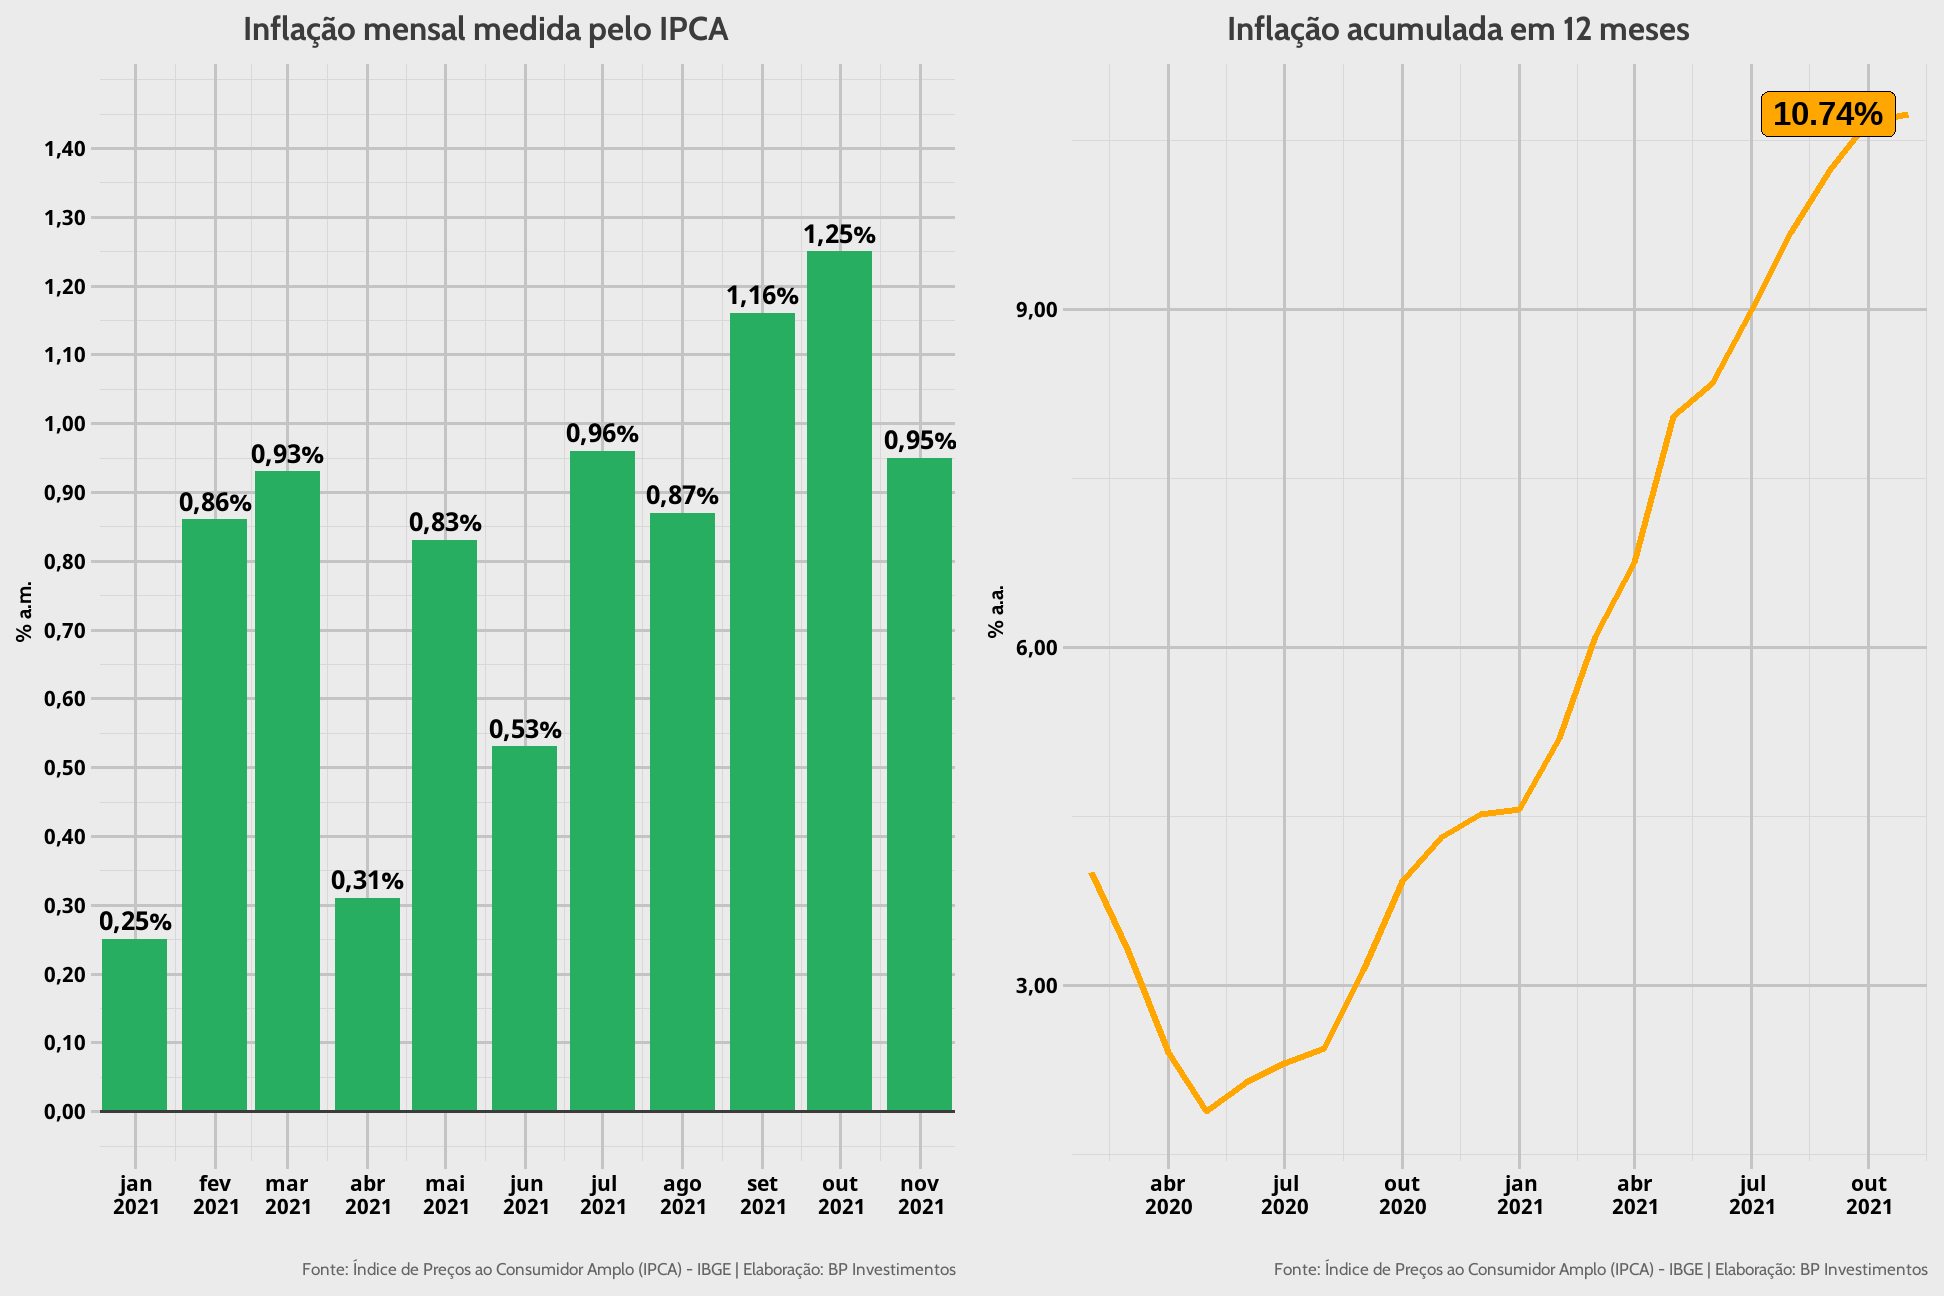 Inflação mensal medida pelo IPCA
% a.m.
1,40
1,30
1,20
1,10
1,00
0,90
0,80
0,70
0,60
0,50
0,40
0,30
0,20
0,10
0,00
0,25%
0,86%
0,93%
0,31%
0,83%
0,53%
0,96%
0,87%
1,16%
1,25%
0,95%
jan
2021
fev
2021
mar
2021
abr
2021
mai
2021
jun
2021
jul
2021
ago
2021
set
2021
out
2021
nov
2021
Fonte: Índice de Preços ao Consumidor Amplo (IPCA) - IBGE | Elaboração: BP Investimentos
Inflação acumulada em 12 meses
% a.a.
9,00
6,00
3,00
10.74%
abr
2020
jul
2020
out
2020
jan
2021
abr
2021
jul
2021
out
2021
Fonte: Índice de Preços ao Consumidor Amplo (IPCA) - IBGE | Elaboração: BP Investimentos